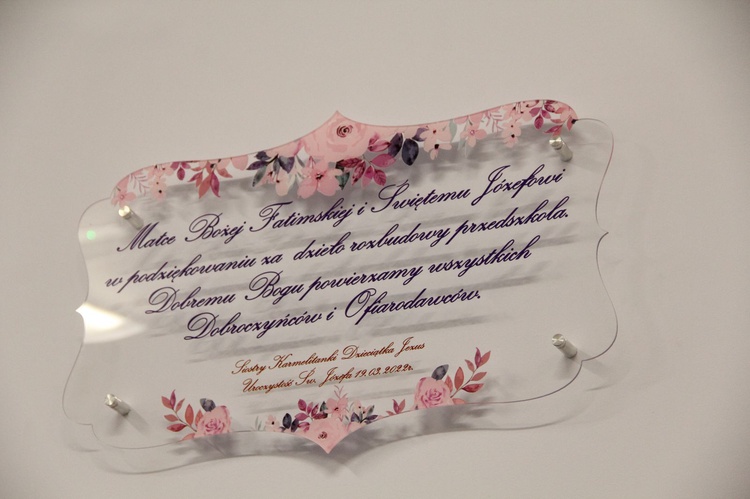 Matce Bożej Fatimskiej i Świętemu Józefowi
w podziękowaniu za dzieło rozbudowy przedszkola.
Dobremu Bogu powierzamy wszystkich
Dobroczyńców i Ofiarodawców.
Siostry Karmelitanki Dzieciątka Jezus
Uroczystość Św. Józefa 19.03.2022r.